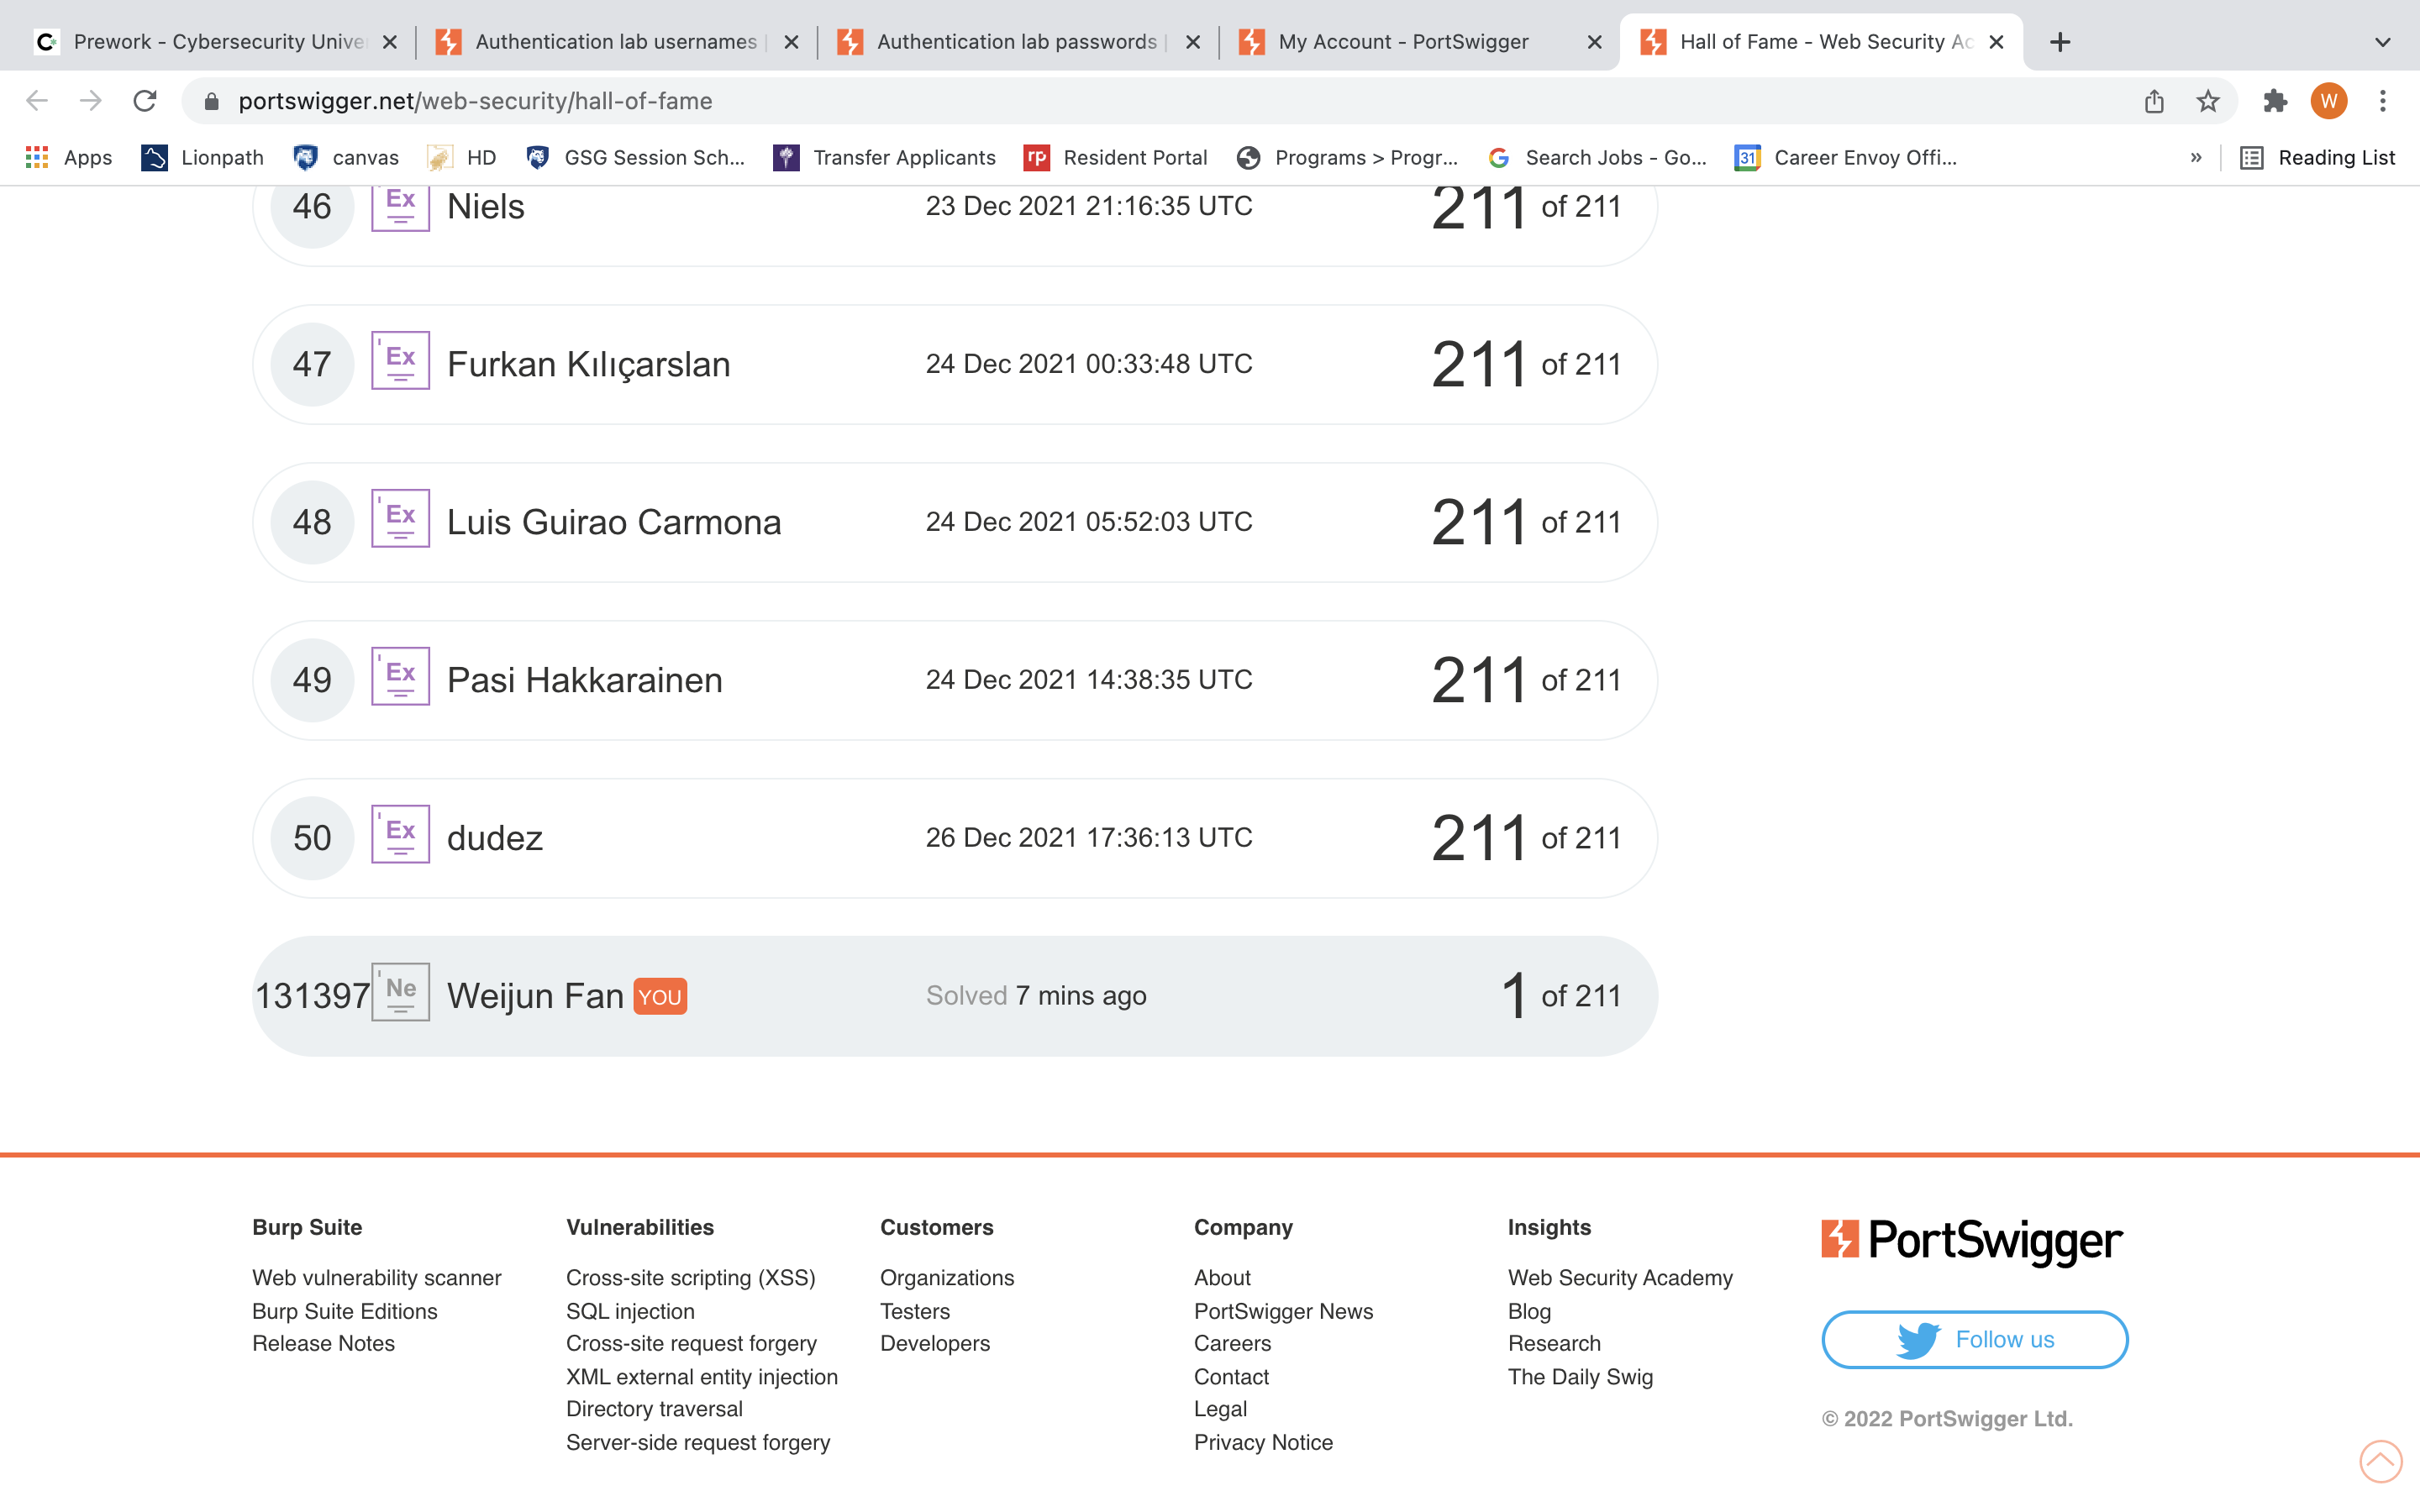 Prework - Cybersecurity Unive
Authentication lab usernames
Authentication lab passwords
My Account - PortSwigger
Hall of Fame - Web Security Ac
portswigger.net/web-security/hall-of-fame
W
Apps
Lionpath
canvas
HD
GSG Session Sch...
Transfer Applicants
rp Resident Portal
Programs > Progr...
G Search Jobs - Go...
31 Career Envoy Offi...
»
Reading List
46 Ex Niels 23 Dec 2021 21:16:35 UTC 211 of 211
47 'Ex Furkan Kılıçarslan 24 Dec 2021 00:33:48 UTC 211 of 211
48 'Ex Luis Guirao Carmona 24 Dec 2021 05:52:03 UTC 211 of 211
49 'Ex Pasi Hakkarainen 24 Dec 2021 14:38:35 UTC 211 of 211
50 'Ex dudez 26 Dec 2021 17:36:13 UTC 211 of 211
131397 'Ne Weijun Fan YOU Solved 7 mins ago 1 of 211
Burp Suite
Web vulnerability scanner
Burp Suite Editions
Release Notes
Vulnerabilities
Cross-site scripting (XSS)
SQL injection
Cross-site request forgery
XML external entity injection
Directory traversal
Server-side request forgery
Customers
Organizations
Testers
Developers
Company
About
PortSwigger News
Careers
Contact
Legal
Privacy Notice
Insights
Web Security Academy
Blog
Research
The Daily Swig
PortSwigger
Follow us
© 2022 PortSwigger Ltd.